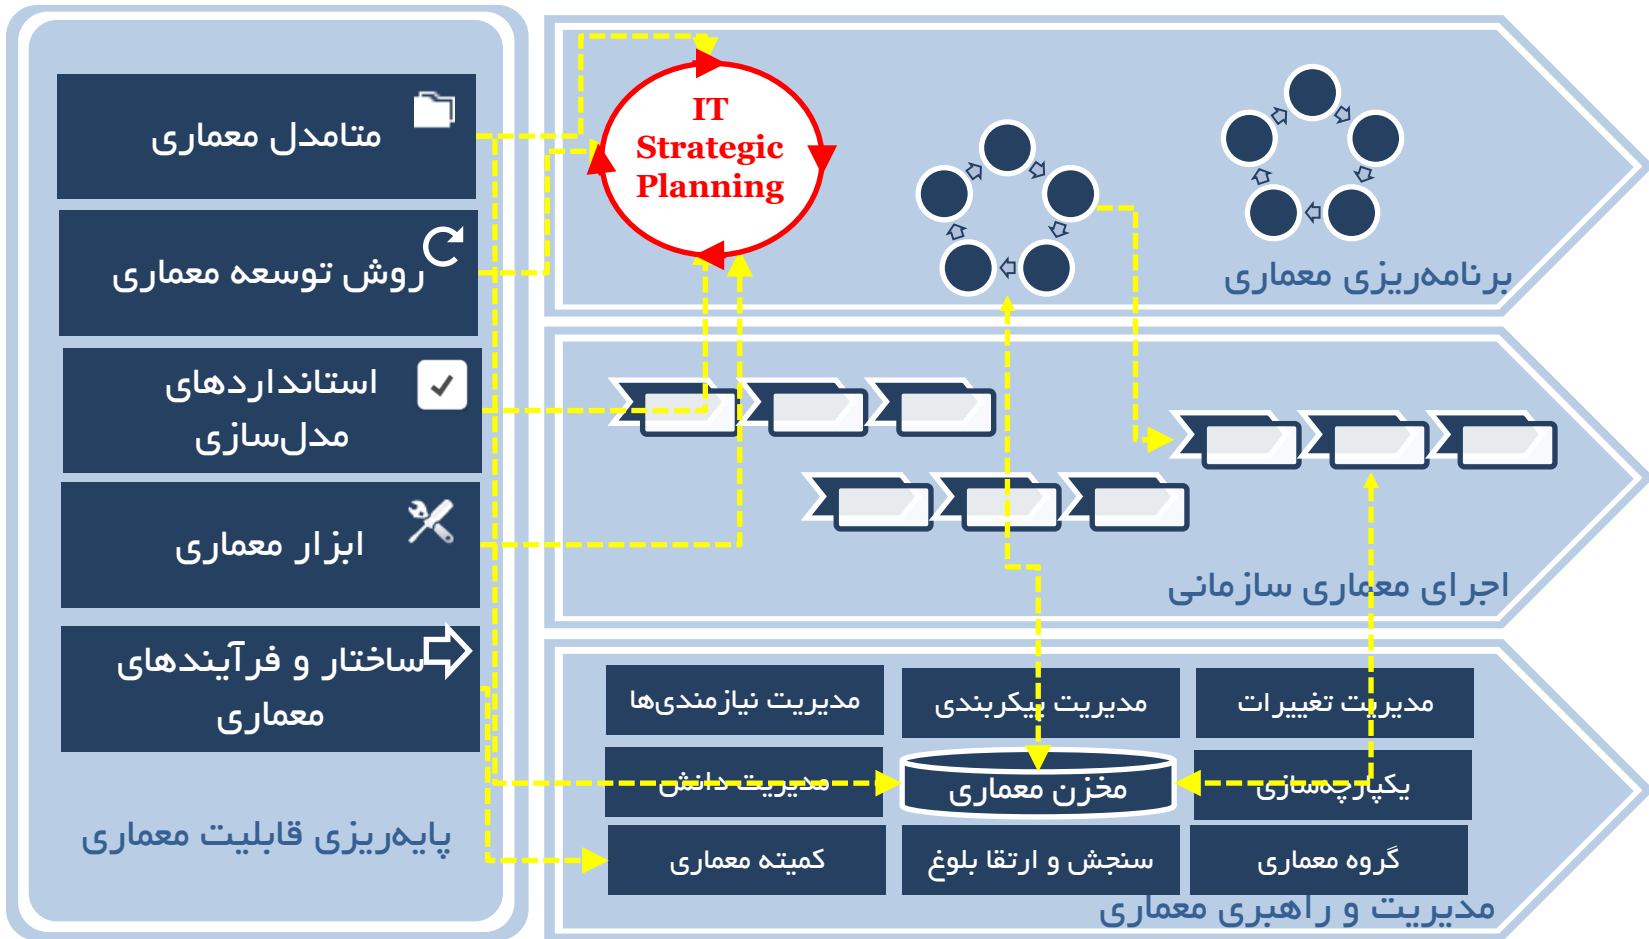 متامدل معماری
روش توسعه معماری
استانداردهای
مدل‌سازی
ابزار معماری
ساختار و فرآیندهای
معماری
پایه‌ریزی قابلیت معماری
IT
Strategic
Planning
برنامه‌ریزی معماری
اجرای معماری سازمانی
مدیریت تغییرات
مدیریت پیکربندی
مدیریت نیازمندی‌ها
یکپارچه‌سازی
مخزن معماری
مدیریت دانش
گروه معماری
سنجش و ارتقا بلوغ
کمیته معماری
مدیریت و راهبری معماری